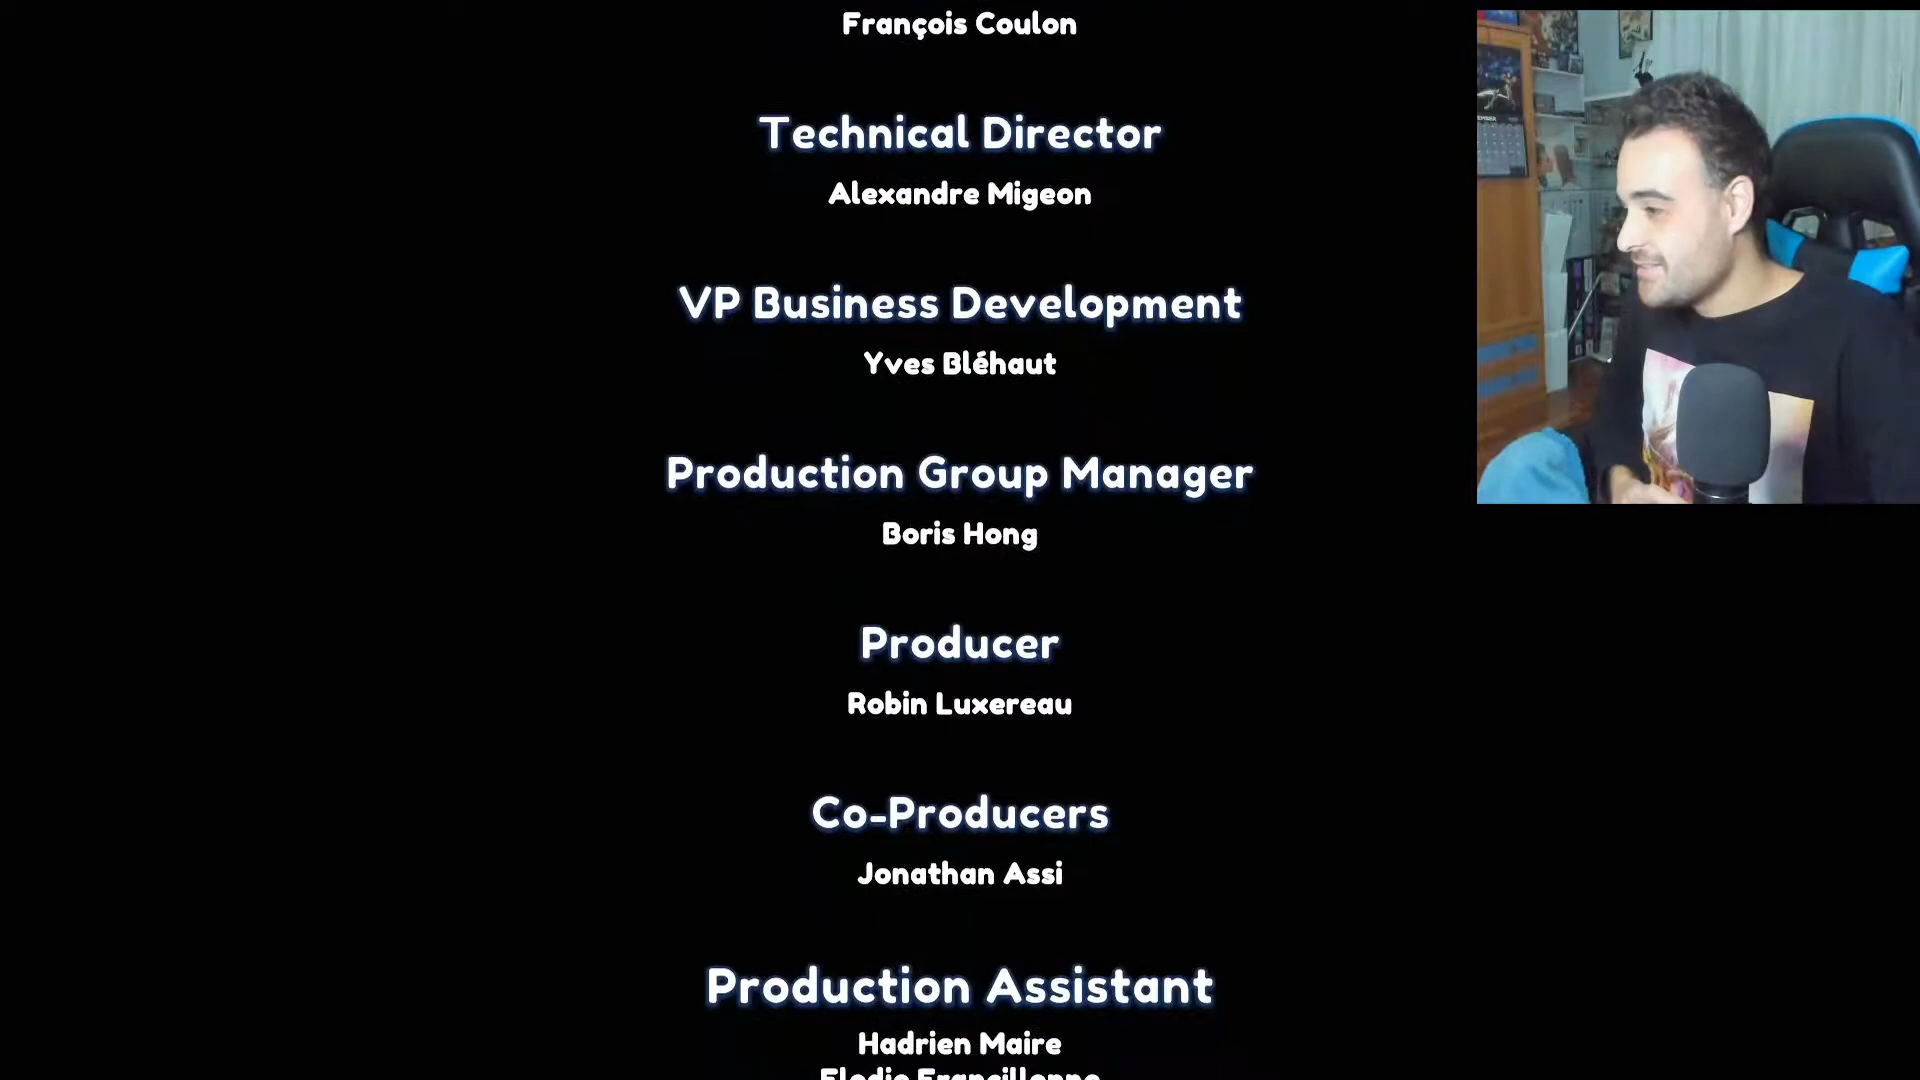 François Coulon
Technical Director
Alexandre Migeon
VP Business Development
Yves Bléhaut
Production Group Manager
Boris Hong
Producer
Robin Luxereau
Co-Producers
Jonathan Assi
Production Assistant
Hadrien Maire